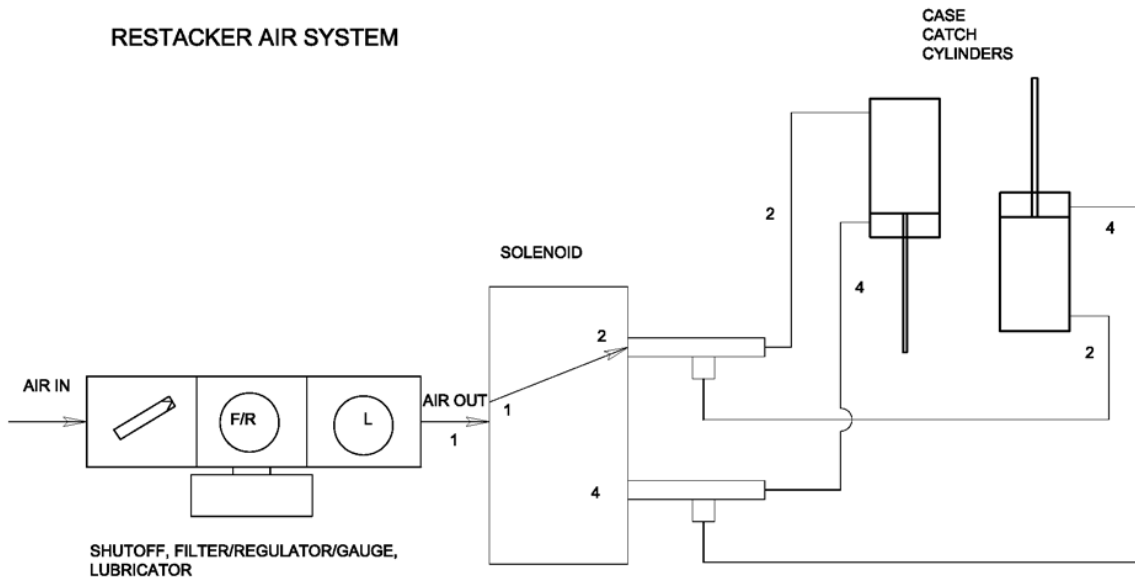 RESTACKER AIR SYSTEM
CASE
CATCH
CYLINDERS
2
4
4
2
SOLENOID
2
1
4
AIR IN
AIR OUT
1
F/R
L
SHUTOFF, FILTER/REGULATOR/GAUGE,
LUBRICATOR